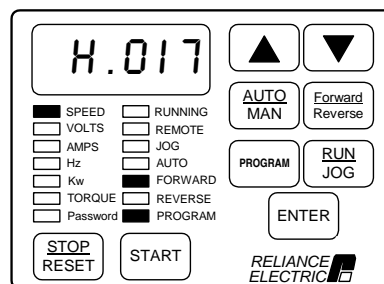 H.017
SPEED
VOLTS
AMPS
Hz
Kw
TORQUE
Password
RUNNING
REMOTE
JOG
AUTO
FORWARD
REVERSE
PROGRAM
AUTO
MAN
Forward
Reverse
PROGRAM
RUN
JOG
ENTER
STOP
RESET
START
RELIANCE
ELECTRIC